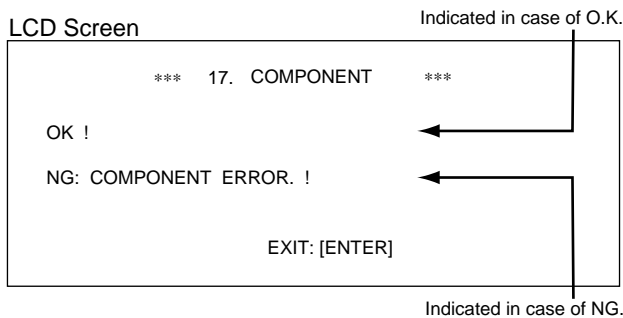 Indicated in case of O.K.
LCD Screen
*** 17. COMPONENT ***
OK !
NG: COMPONENT ERROR. !
EXIT: [ENTER]
Indicated in case of NG.